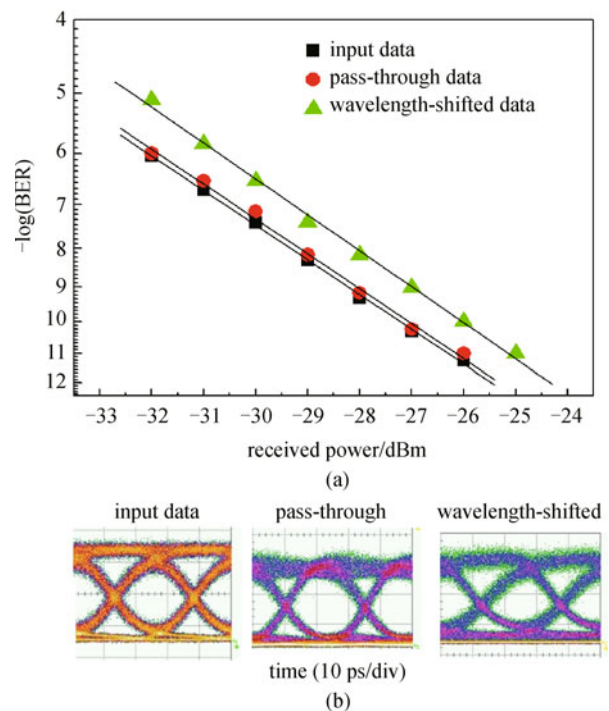 4
5
6
7
8
9
10
11
12
−log(BER)
input data
pass-through data
wavelength-shifted data
−33 −32 −31 −30 −29 −28 −27 −26 −25 −24
received power/dBm
(a)
input data pass-through wavelength-shifted
time (10 ps/div)
(b)